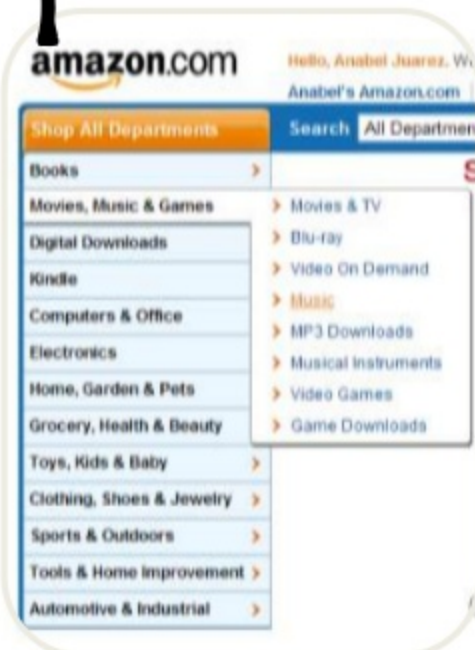 amazon.com
Hello, Anabel Juarez.
Anabel's Amazon.com
Shop All Departments
Search All Departmen
Books
Movies, Music & Games
Digital Downloads
Kindle
Computers & Office
Electronics
Home, Garden & Pets
Grocery, Health & Beauty
Toys, Kids & Baby
Clothing, Shoes & Jewelry
Sports & Outdoors
Tools & Home Improvement
Automotive & Industrial
Movies & TV
Blu-ray
Video On Demand
Music
MP3 Downloads
Musical Instruments
Video Games
Game Downloads